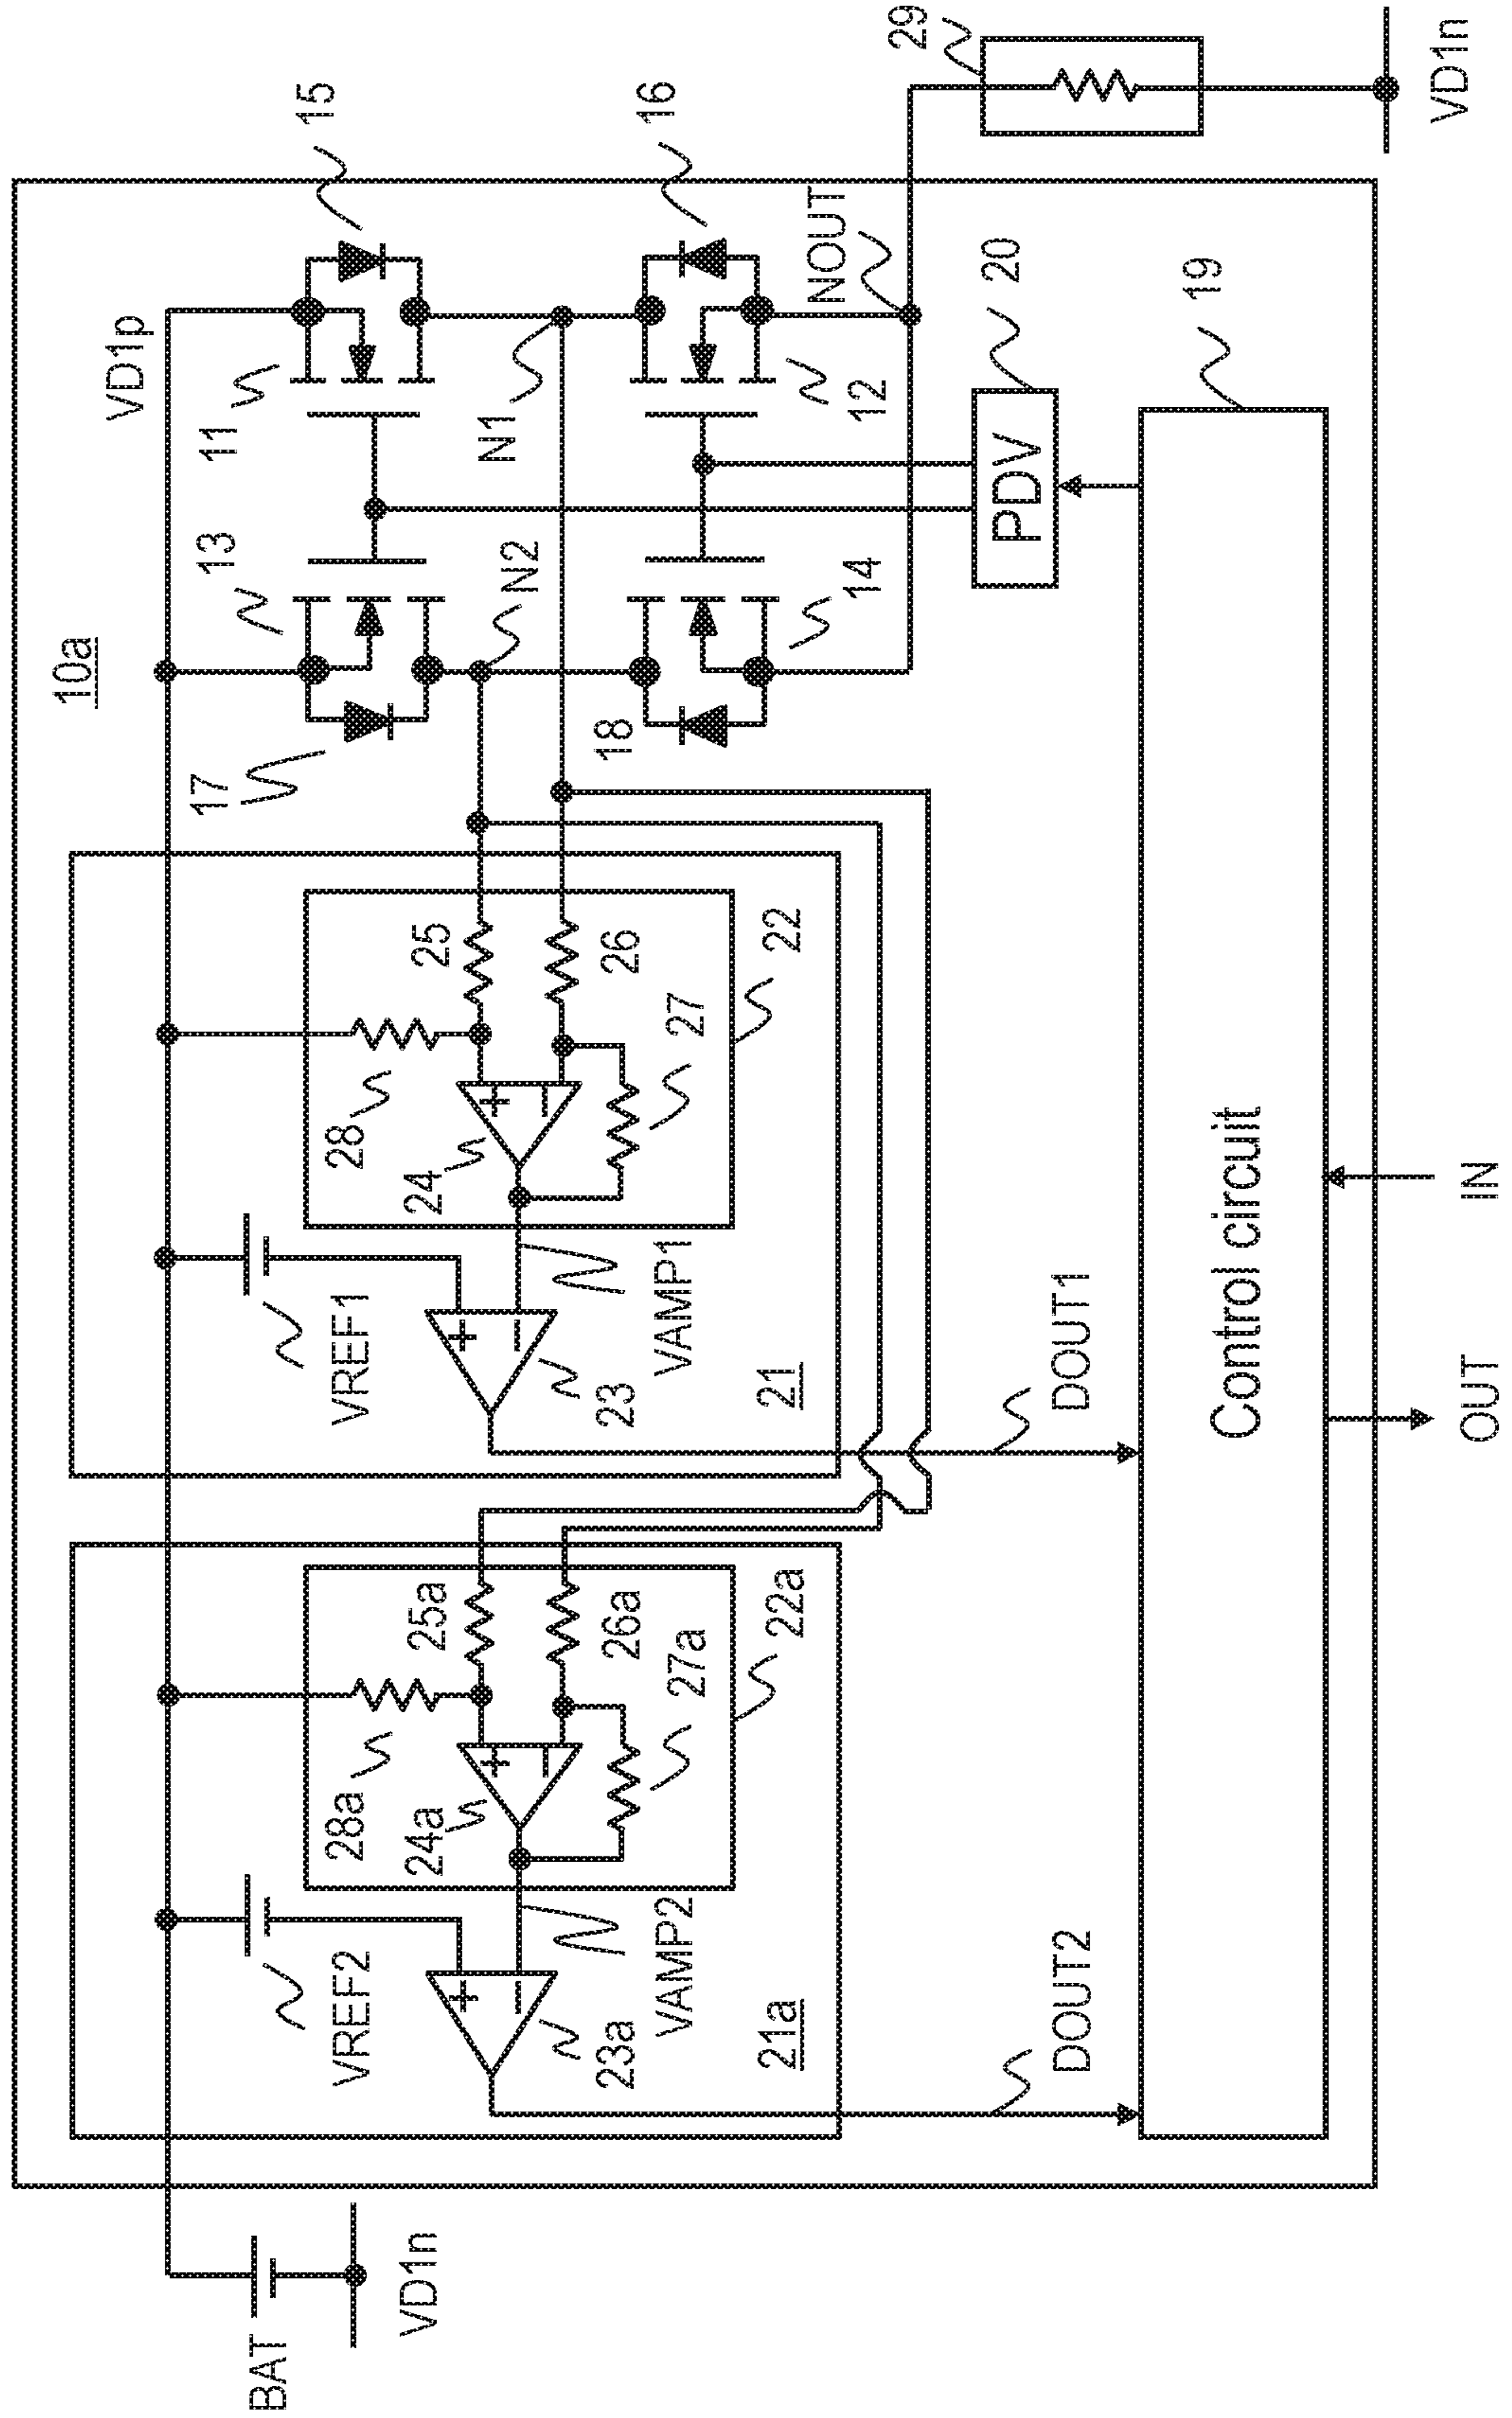 10a
BAT
VD1n
VREF2
28a
24a
25a
26a
27a
22a
23a
VAMP2
21a
DOUT2
VREF1
28
24
25
26
27
22
23
VAMP1
21
DOUT1
17
13
N2
18
14
VD1p
11
N1
12
15
16
NOUT
PDV
20
19
29
VD1n
Control circuit
OUT
IN